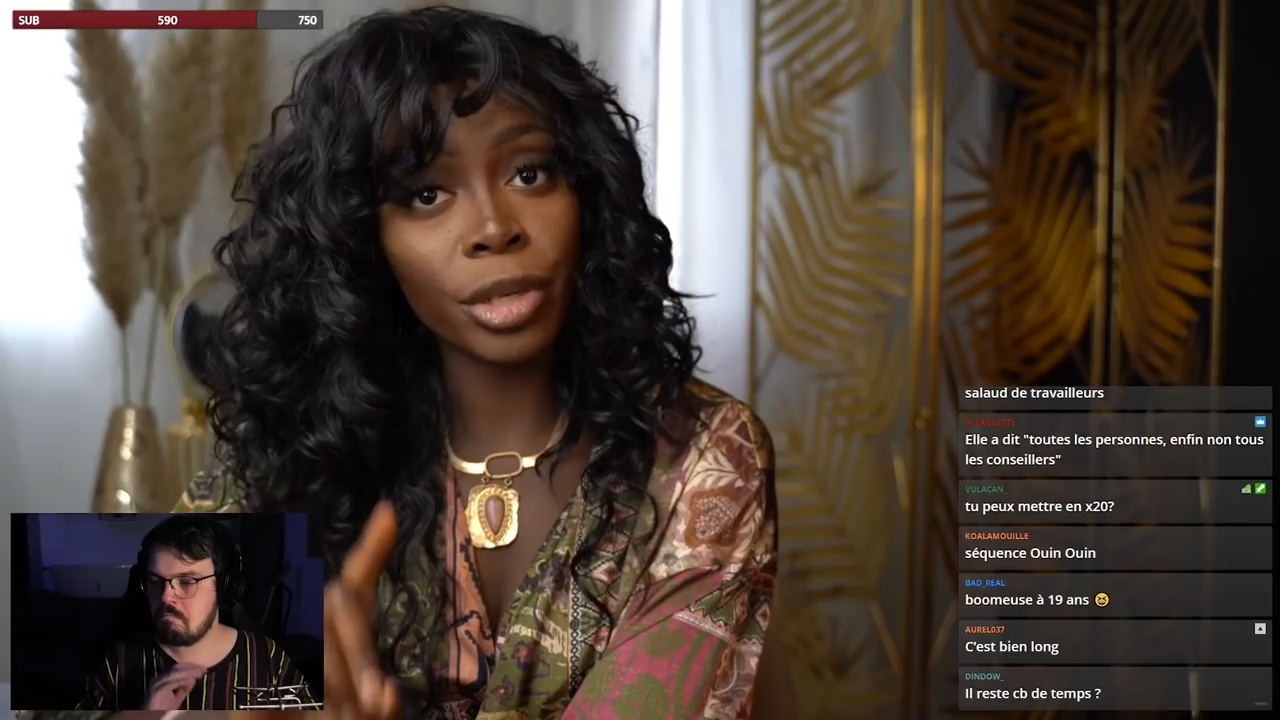 SUB 590 750
salaud de travailleurs
Elle a dit "toutes les personnes, enfin non tous
les conseillers"
VULACAN_
tu peux mettre en x20?
KOALAMOUILLE
séquence Ouin Ouin
BAD_REAL
boomeuse à 19 ans
AUREL037
C'est bien long
DINDOW_
Il reste cb de temps ?